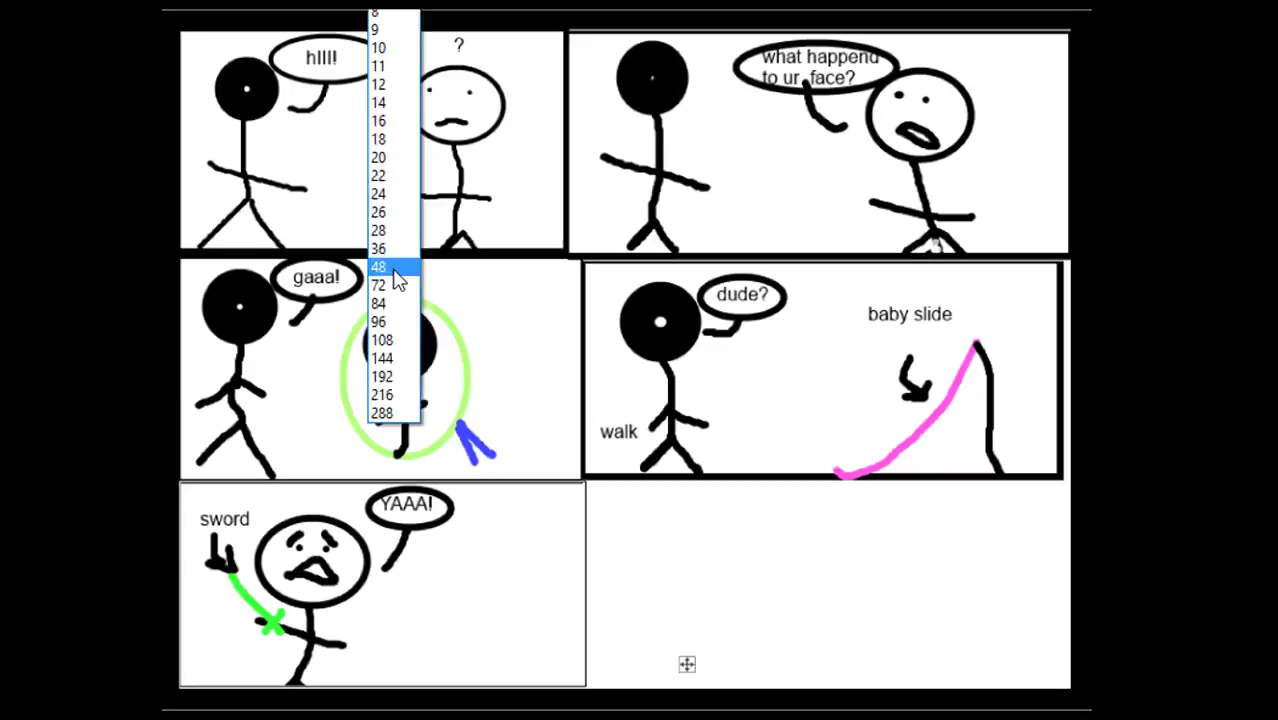 hIII!
?
what happend
to ur  face?
8
9
10
11
12
14
16
18
20
22
24
26
28
36
48
72
84
96
108
144
192
216
288
gaaa!
dude?
baby slide
walk
sword
YAAA!